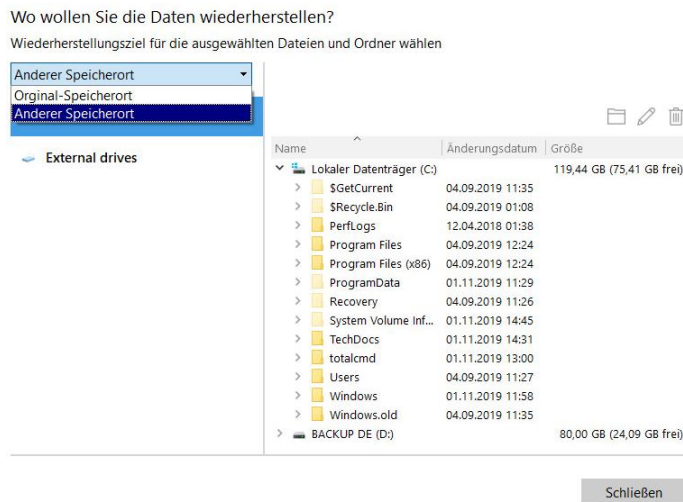 Wo wollen Sie die Daten wiederherstellen?
Wiederherstellungsziel für die ausgewählten Dateien und Ordner wählen
Anderer Speicherort
Orginal-Speicherort
Anderer Speicherort
External drives
Name Änderungsdatum Größe
Lokaler Datenträger (C:) 119,44 GB (75,41 GB frei)
$GetCurrent 04.09.2019 11:35
$Recycle.Bin 04.09.2019 01:08
PerfLogs 12.04.2018 01:38
Program Files 04.09.2019 12:24
Program Files (x86) 04.09.2019 12:24
ProgramData 01.11.2019 11:29
Recovery 04.09.2019 11:26
System Volume Inf... 01.11.2019 14:45
TechDocs 01.11.2019 14:31
totalcmd 01.11.2019 13:00
Users 04.09.2019 11:27
Windows 01.11.2019 11:58
Windows.old 04.09.2019 11:35
BACKUP DE (D:) 80,00 GB (24,09 GB frei)
Schließen